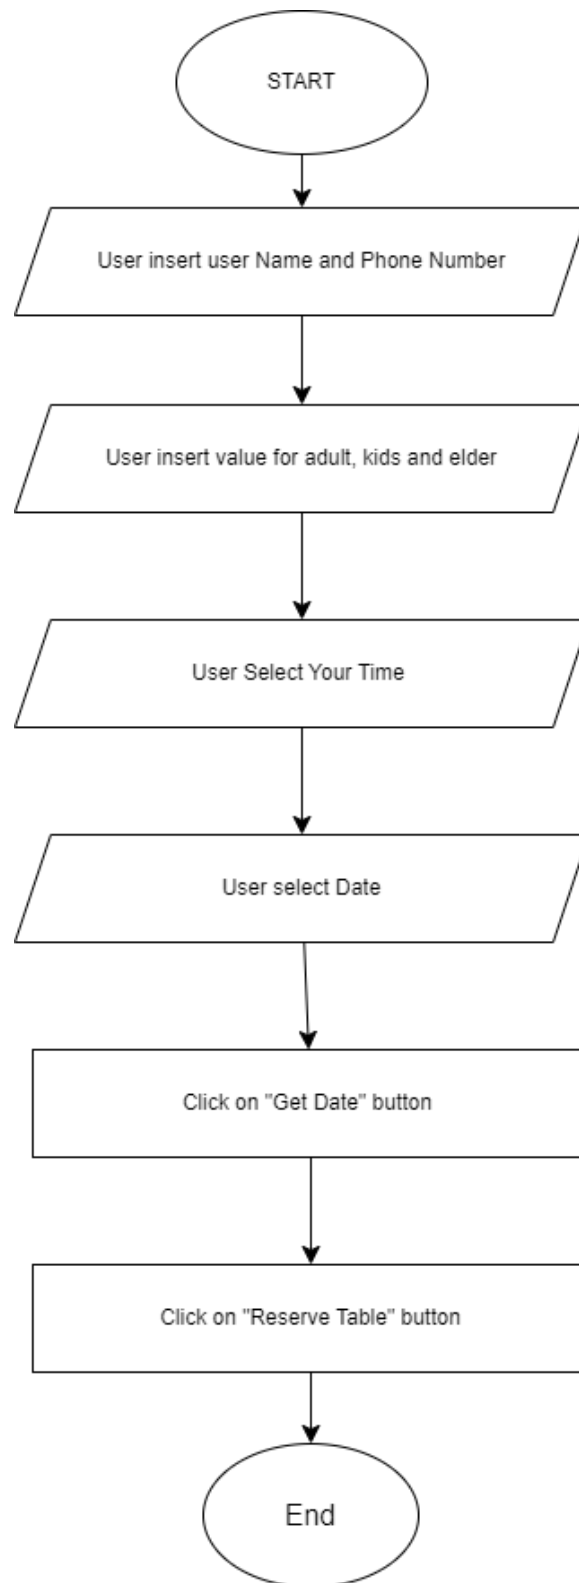 START
User insert user Name and Phone Number
User insert value for adult, kids and elder
User Select Your Time
User select Date
Click on "Get Date" button
Click on "Reserve Table" button
End